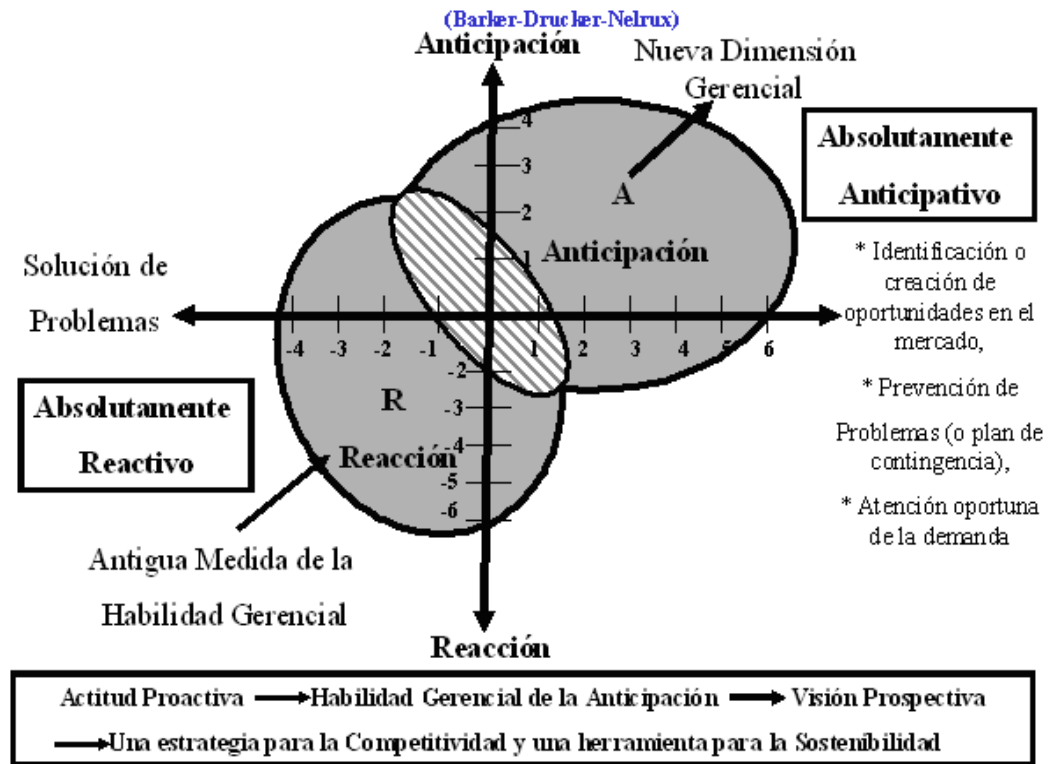 (Barker-Drucker-Nelrux)
Anticipación
Nueva Dimensión
Gerencial
Absolutamente
Anticipativo
A
Anticipación
4
3
2
1
Solución de
Problemas
-4 -3 -2 -1 1 2 3 4 5 6
-2
-3
-4
-5
-6
R
Reacción
Absolutamente
Reactivo
* Identificación o
creación de
oportunidades en el
mercado,
* Prevención de
Problemas (o plan de
contingencia),
* Atención oportuna
de la demanda
Antigua Medida de la
Habilidad Gerencial
Reacción
Actitud Proactiva Habilidad Gerencial de la Anticipación Visión Prospectiva
Una estrategia para la Competitividad y una herramienta para la Sostenibilidad